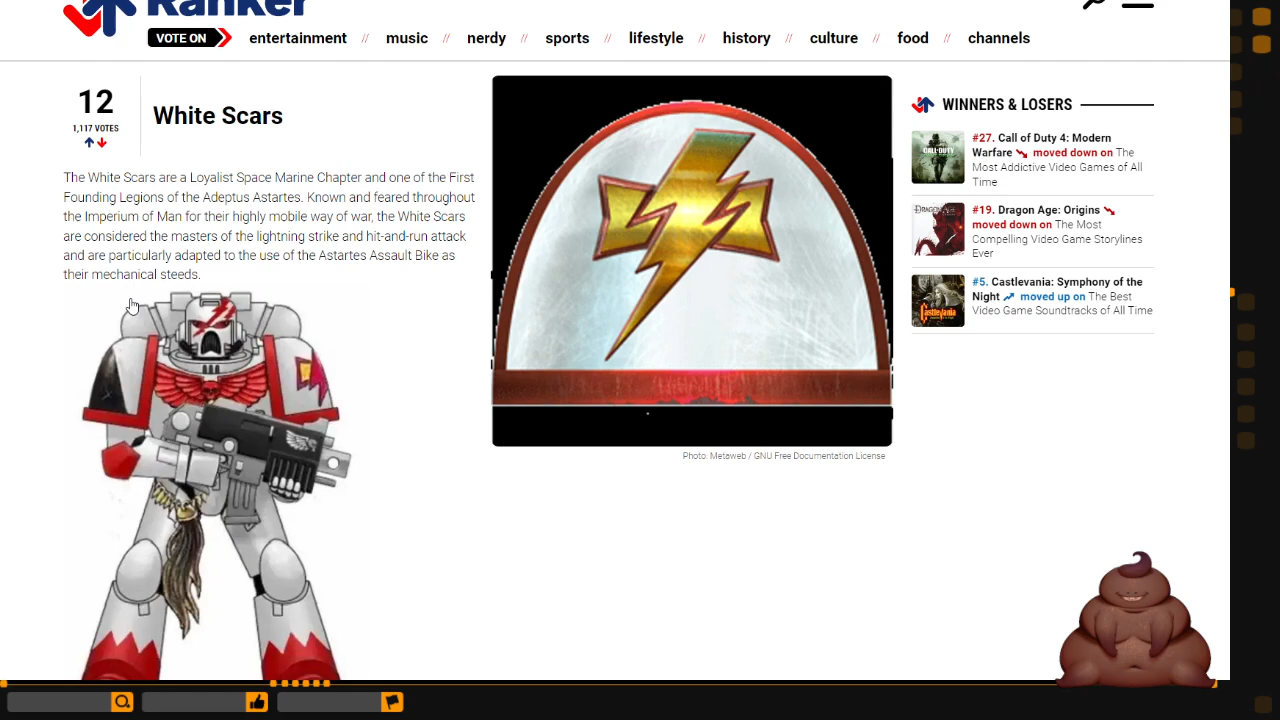 Ranker
VOTE ON
entertainment // music // nerdy // sports // lifestyle // history // culture // food // channels
12
1,117 VOTES
White Scars
The White Scars are a Loyalist Space Marine Chapter and one of the First
Founding Legions of the Adeptus Astartes. Known and feared throughout
the Imperium of Man for their highly mobile way of war, the White Scars
are considered the masters of the lightning strike and hit-and-run attack
and are particularly adapted to the use of the Astartes Assault Bike as
their mechanical steeds.
Photo: Metaweb / GNU Free Documentation License
WINNERS & LOSERS
CALL OF DUTY
#27. Call of Duty 4: Modern
Warfare moved down on The
Most Addictive Video Games of All
Time
DRAGON AGE
#19. Dragon Age: Origins
moved down on The Most
Compelling Video Game Storylines
Ever
Castlevania
#5. Castlevania: Symphony of the
Night moved up on The Best
Video Game Soundtracks of All Time